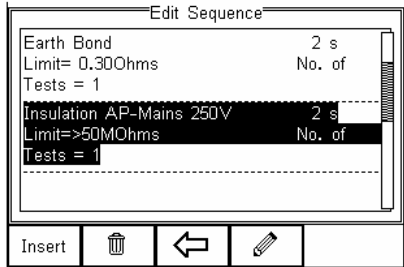 Edit Sequence
Earth Bond 2 s
Limit= 0.30Ohms No. of
Tests = 1
Insulation AP-Mains 250V 2 s
Limit=>50MOhms No. of
Tests = 1
Insert